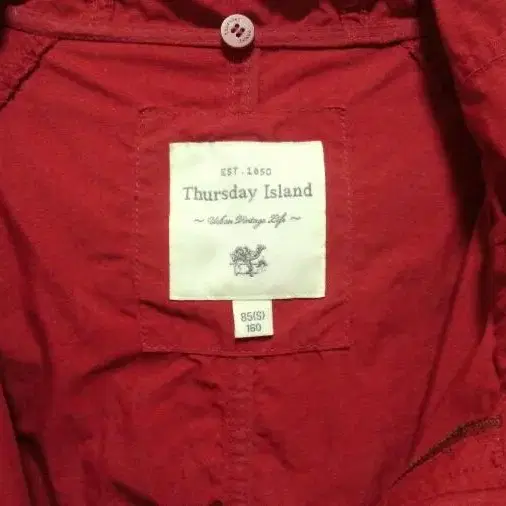 EST.1850
Thursday Island
~ Urban Vintage Life ~
85(S)
160